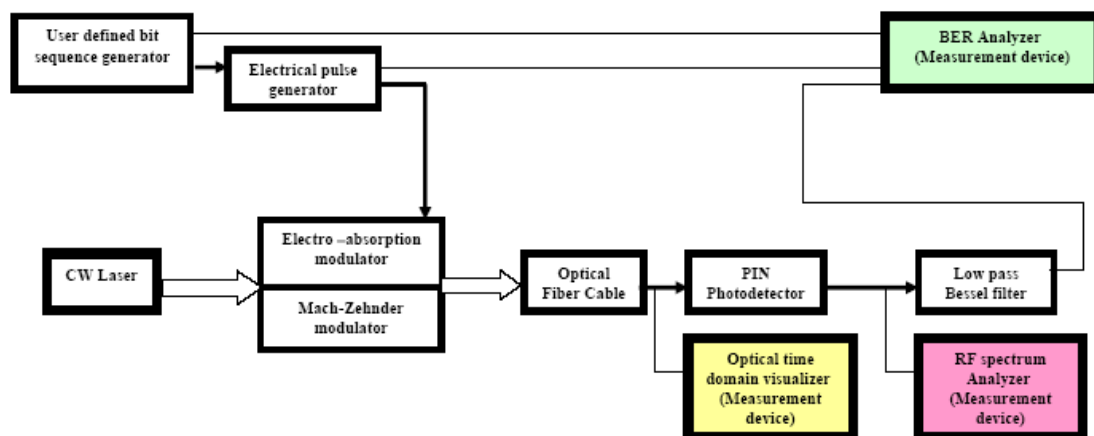 User defined bit
sequence generator
BER Analyzer
(Measurement device)
Electrical pulse
generator
Electro –absorption
modulator
CW Laser
Mach-Zehnder
modulator
Optical
Fiber Cable
PIN
Photodetector
Low pass
Bessel filter
Optical time
domain visualizer
(Measurement
device)
RF spectrum
Analyzer
(Measurement
device)